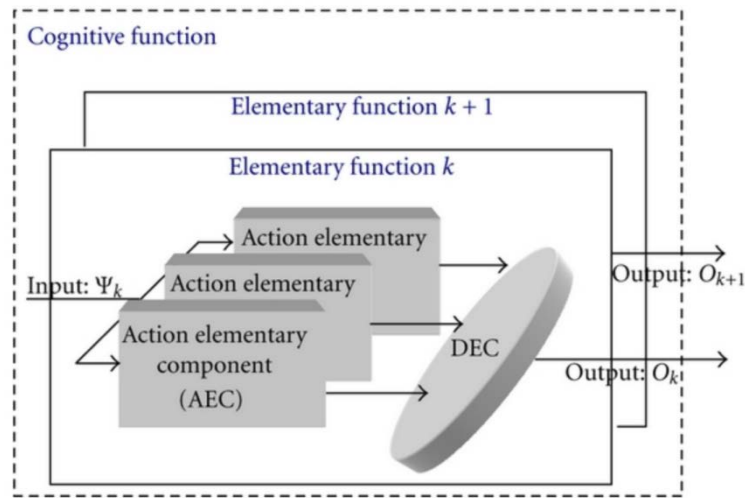 Cognitive function
Elementary function k + 1
Elementary function k
Action elementary
Input: Ψk
Action elementary
Action elementary
component
(AEC)
DEC
Output: Ok+1
Output: Ok